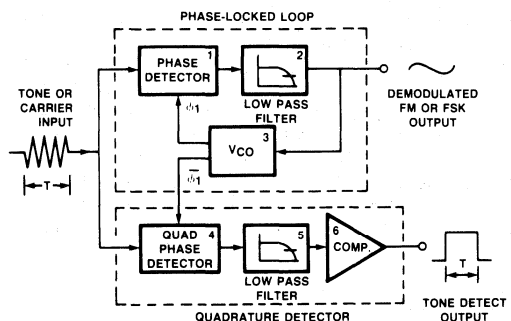 PHASE-LOCKED LOOP
1
PHASE
DETECTOR
2
LOW PASS
FILTER
TONE OR
CARRIER
INPUT
T
ϕ1
3
VCO
ϕ̅1
DEMODULATED
FM OR FSK
OUTPUT
QUAD
PHASE
DETECTOR
4
5
LOW PASS
FILTER
6
COMP.
T
TONE DETECT
OUTPUT
QUADRATURE DETECTOR